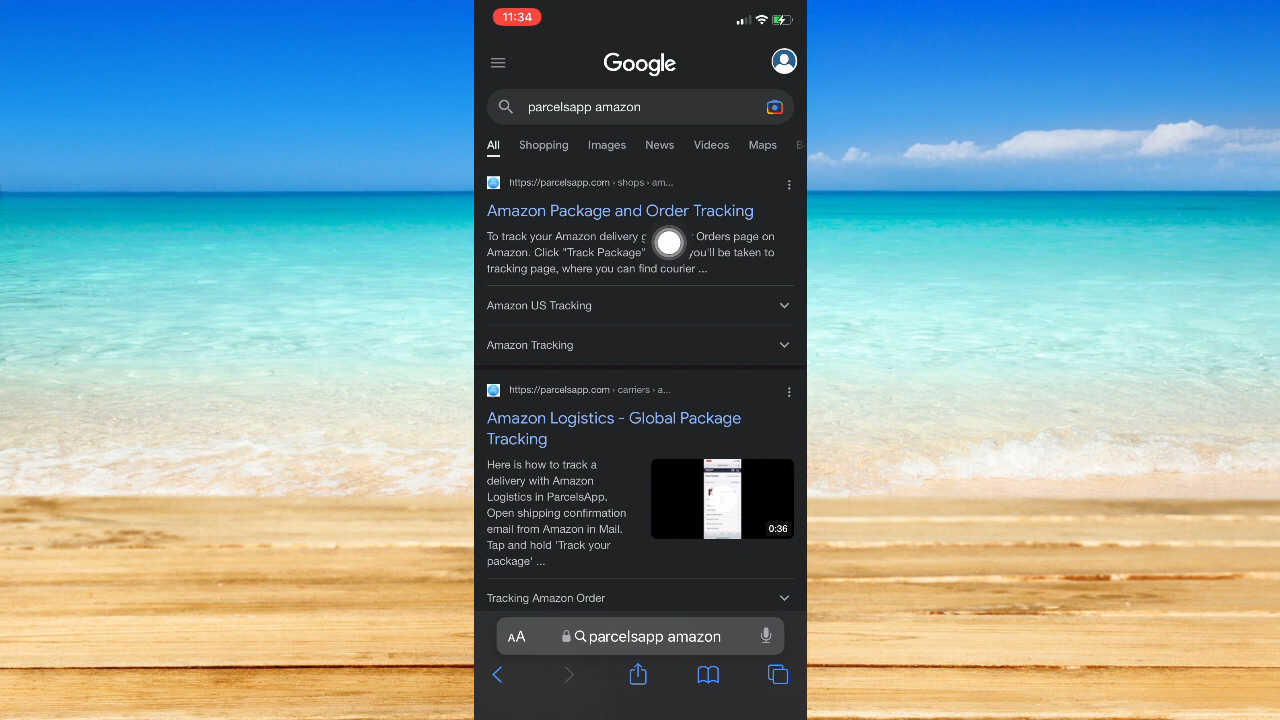 11:34
Google
parcelsapp amazon
All Shopping Images News Videos Maps
https://parcelsapp.com › shops › am...
Amazon Package and Order Tracking
To track your Amazon delivery Orders page on
Amazon. Click "Track Package" you'll be taken to
tracking page, where you can find courier ...
Amazon US Tracking
Amazon Tracking
https://parcelsapp.com › carriers › a...
Amazon Logistics - Global Package
Tracking
Here is how to track a
delivery with Amazon
Logistics in ParcelsApp.
Open shipping confirmation
email from Amazon in Mail.
Tap and hold 'Track your
package' ...
0:36
Tracking Amazon Order
AA parcelsapp amazon